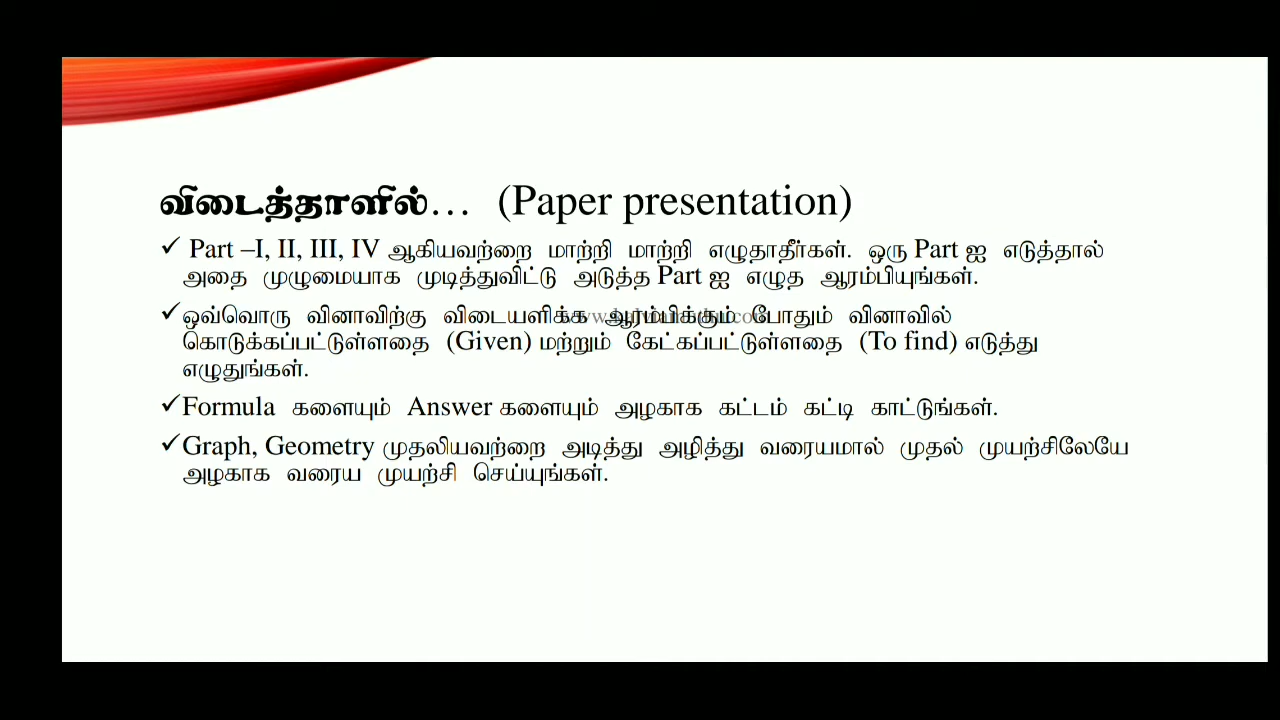 விடைத்தாளில்... (Paper presentation)
✓ Part –I, II, III, IV ஆகியவற்றை மாற்றி மாற்றி எழுதாதீர்கள். ஒரு Part ஐ எடுத்தால்
அதை முழுமையாக முடித்துவிட்டு அடுத்த Part ஐ எழுத ஆரம்பியுங்கள்.
✓ ஒவ்வொரு வினாவிற்கு விடையளிக்க ஆரம்பிக்கும் போதும் வினாவில்
கொடுக்கப்பட்டுள்ளதை (Given) மற்றும் கேட்கப்பட்டுள்ளதை (To find) எடுத்து
எழுதுங்கள்.
✓ Formula களையும் Answer களையும் அழகாக கட்டம் கட்டி காட்டுங்கள்.
✓ Graph, Geometry முதலியவற்றை அடித்து அழித்து வரையமால் முதல் முயற்சிலேயே
அழகாக வரைய முயற்சி செய்யுங்கள்.